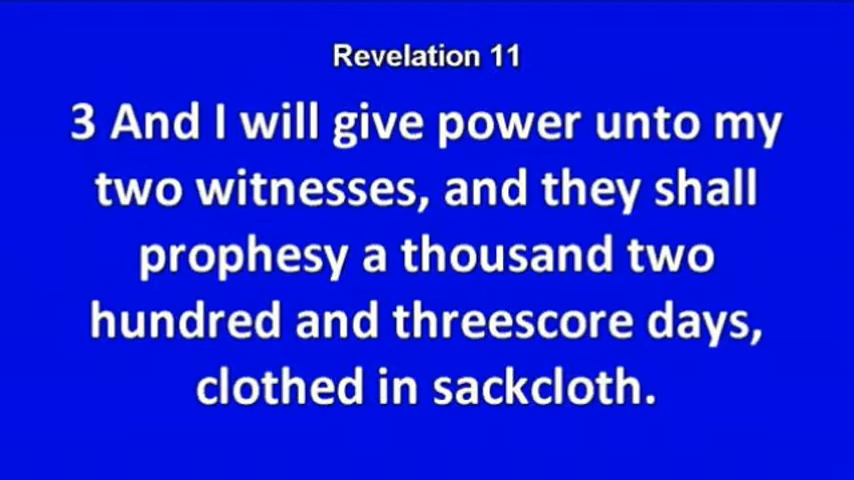 Revelation 11
3 And I will give power unto my
two witnesses, and they shall
prophesy a thousand two
hundred and threescore days,
clothed in sackcloth.